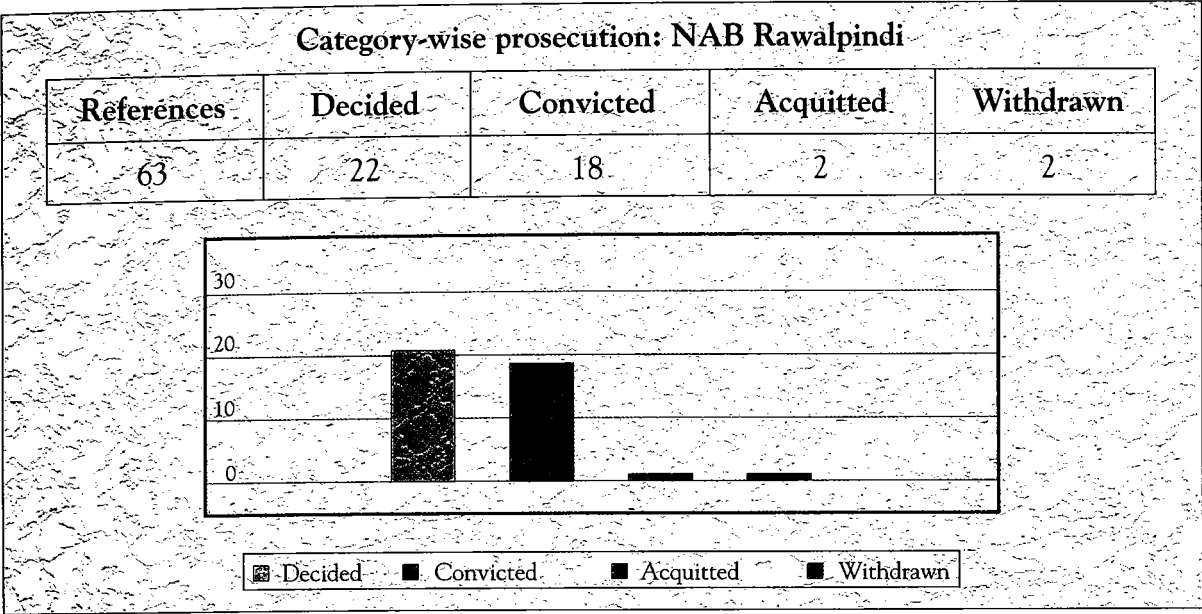 Category-wise prosecution: NAB Rawalpindi
References Decided Convicted Acquitted Withdrawn
63 22 18 2 2
30
20
10
0
Decided Convicted Acquitted Withdrawn